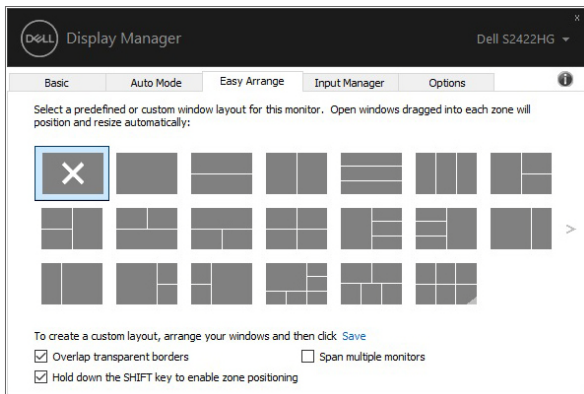 x
DELL Display Manager Dell S2422HG
Basic Auto Mode Easy Arrange Input Manager Options i
Select a predefined or custom window layout for this monitor. Open windows dragged into each zone will
position and resize automatically:
>
To create a custom layout, arrange your windows and then click Save
Overlap transparent borders Span multiple monitors
Hold down the SHIFT key to enable zone positioning